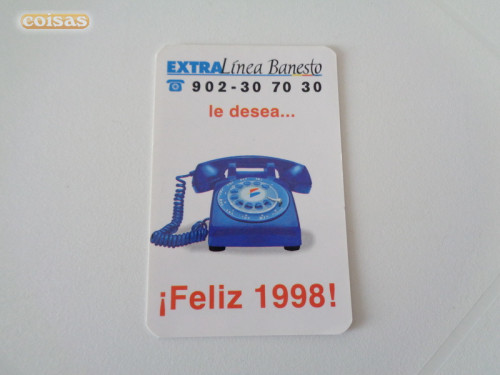 coisas
EXTRALínea Banesto
☎ 902-30 70 30
le desea...
¡Feliz 1998!